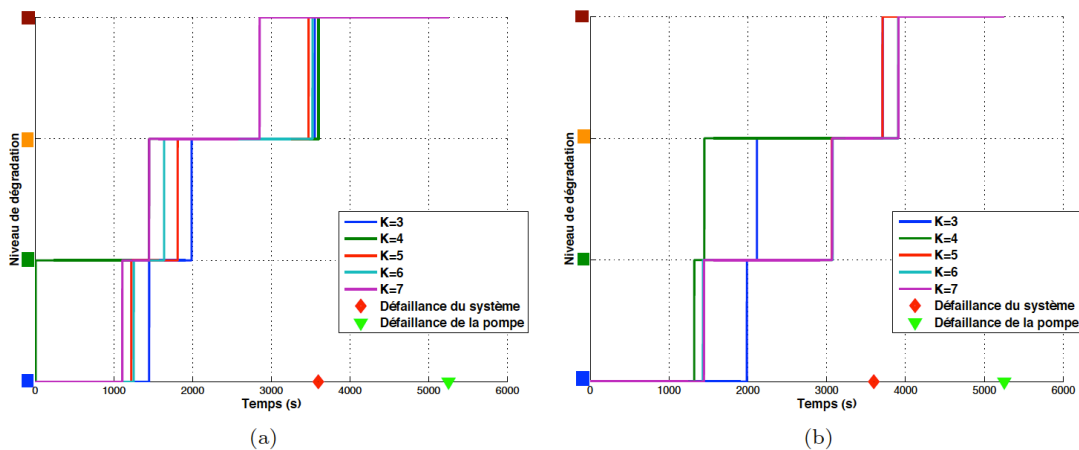 Niveau de dégradation
K=3
K=4
K=5
K=6
K=7
Défaillance du système
Défaillance de la pompe
0 1000 2000 3000 4000 5000 6000
Temps (s)
(a)
Niveau de dégradation
K=3
K=4
K=5
K=6
K=7
Défaillance du système
Défaillance de la pompe
0 1000 2000 3000 4000 5000 6000
Temps (s)
(b)